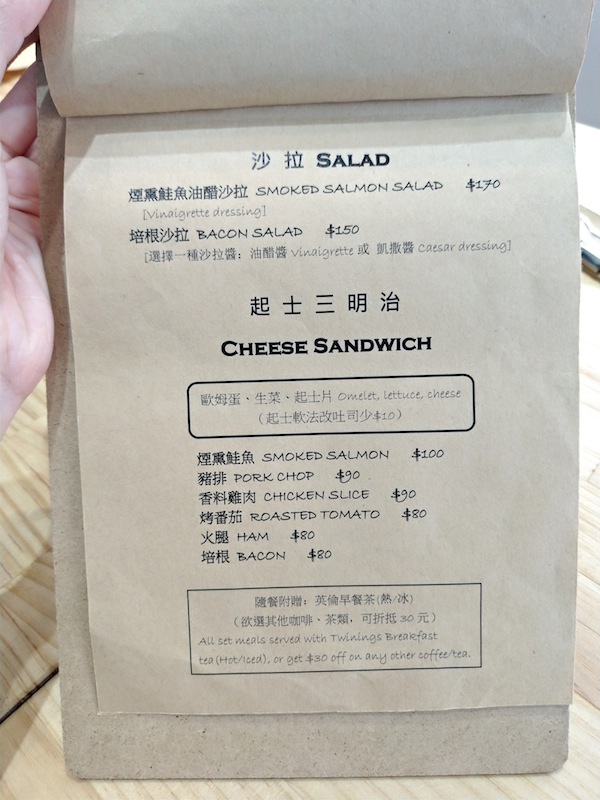 沙拉 SALAD
煙熏鮭魚油醋沙拉 SMOKED SALMON SALAD $170
[Vinaigrette dressing]
培根沙拉 BACON SALAD $150
[選擇一種沙拉醬: 油醋醬 Vinaigrette 或 凱撒醬 Caesar dressing]
起士三明治
CHEESE SANDWICH
歐姆蛋、生菜、起士片 Omelet, lettuce, cheese
(起士軟法改吐司少$10)
煙熏鮭魚 SMOKED SALMON $100
豬排 PORK CHOP $90
香料雞肉 CHICKEN SLICE $90
烤番茄 ROASTED TOMATO $80
火腿 HAM $80
培根 BACON $80
隨餐附贈: 英倫早餐茶(熱/冰)
(欲選其他咖啡、茶類,可折抵 30 元)
All set meals served with Twinings Breakfast
tea(Hot/Iced), or get $30 off on any other coffee/tea.